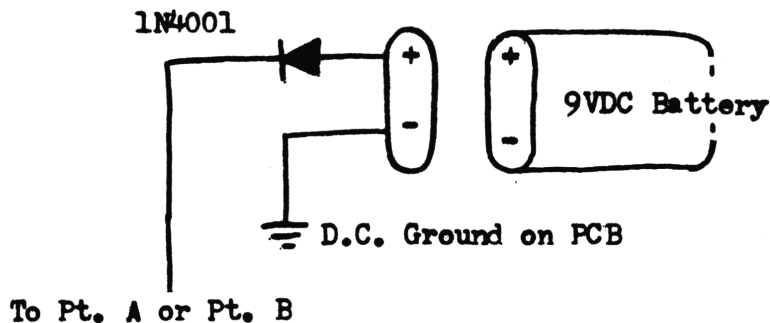 1N4001
+
+
9VDC Battery
-
-
D.C. Ground on PCB
To Pt. A or Pt. B